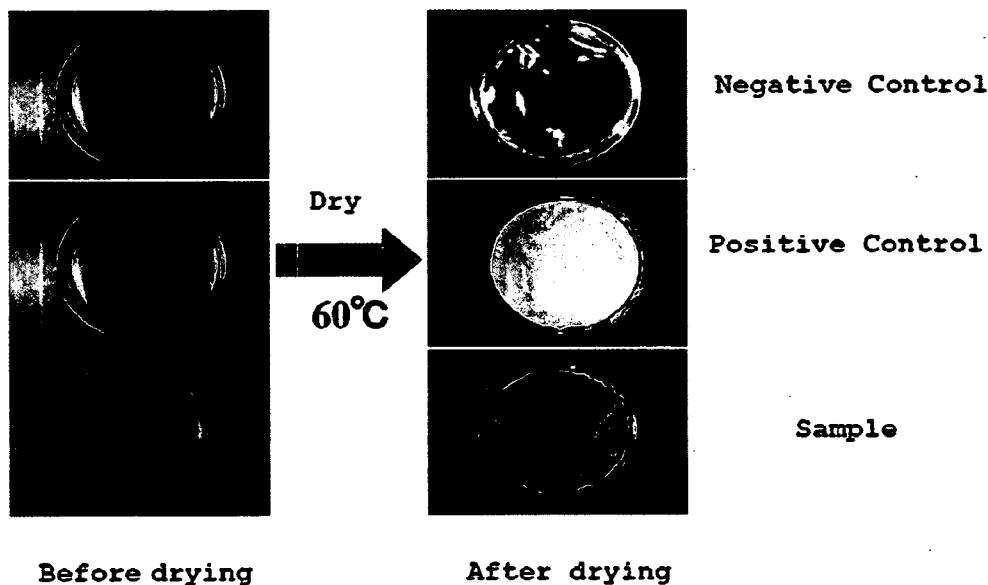 Negative Control
Dry
Positive Control
60°C
Sample
Before drying
After drying